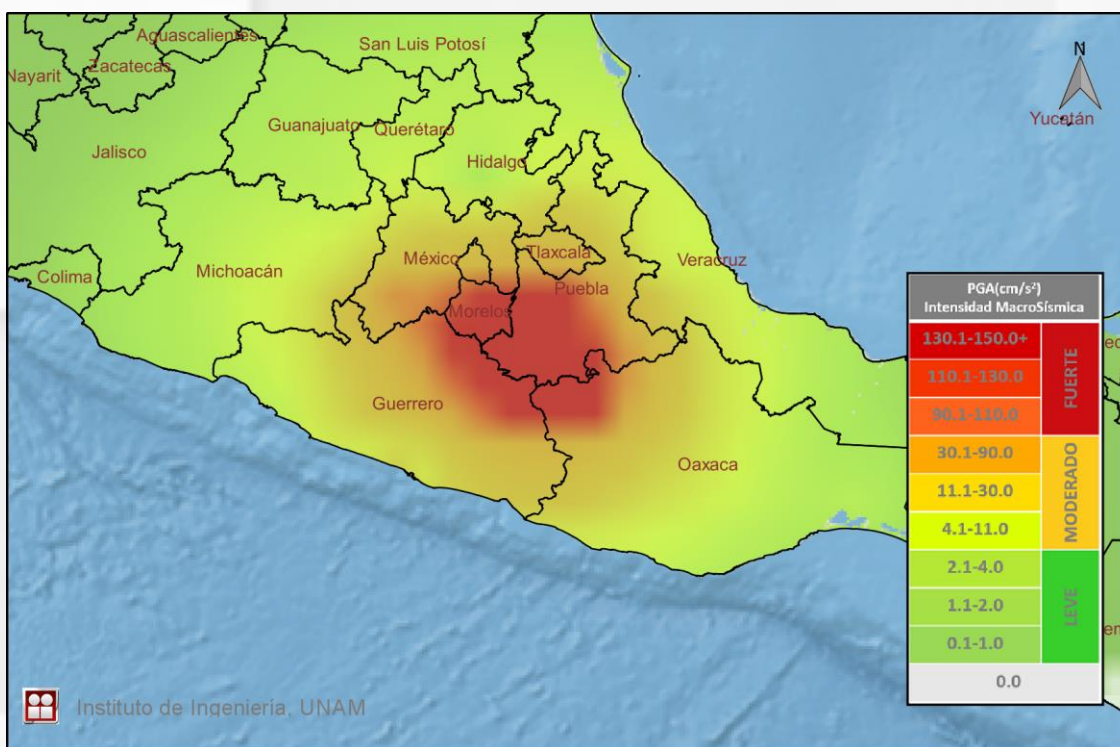 Aguascalientes
San Luis Potosí
Nayarit
Zacatecas
N
Yucatán
Guanajuato
Querétaro
Jalisco
Hidalgo
Tlaxcala
México
Veracruz
Michoacán
Colima
Puebla
Morelos
Guerrero
Oaxaca
PGA(cm/s²)
Intensidad MacroSísmica
130.1-150.0+
110.1-130.0
90.1-110.0
FUERTE
30.1-90.0
11.1-30.0
4.1-11.0
MODERADO
2.1-4.0
1.1-2.0
0.1-1.0
LEVE
0.0
Instituto de Ingeniería, UNAM